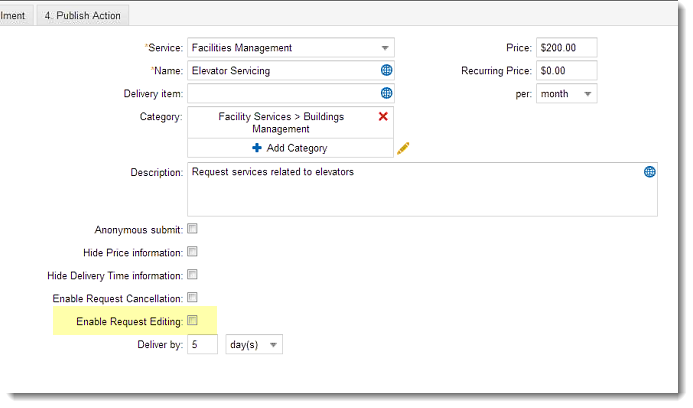 lment
4. Publish Action
*Service: Facilities Management Price: $200.00
*Name: Elevator Servicing Recurring Price: $0.00
Delivery item: per: month
Category: Facility Services > Buildings
Management
Add Category
Description: Request services related to elevators
Anonymous submit:
Hide Price information:
Hide Delivery Time information:
Enable Request Cancellation:
Enable Request Editing:
Deliver by: 5 day(s)